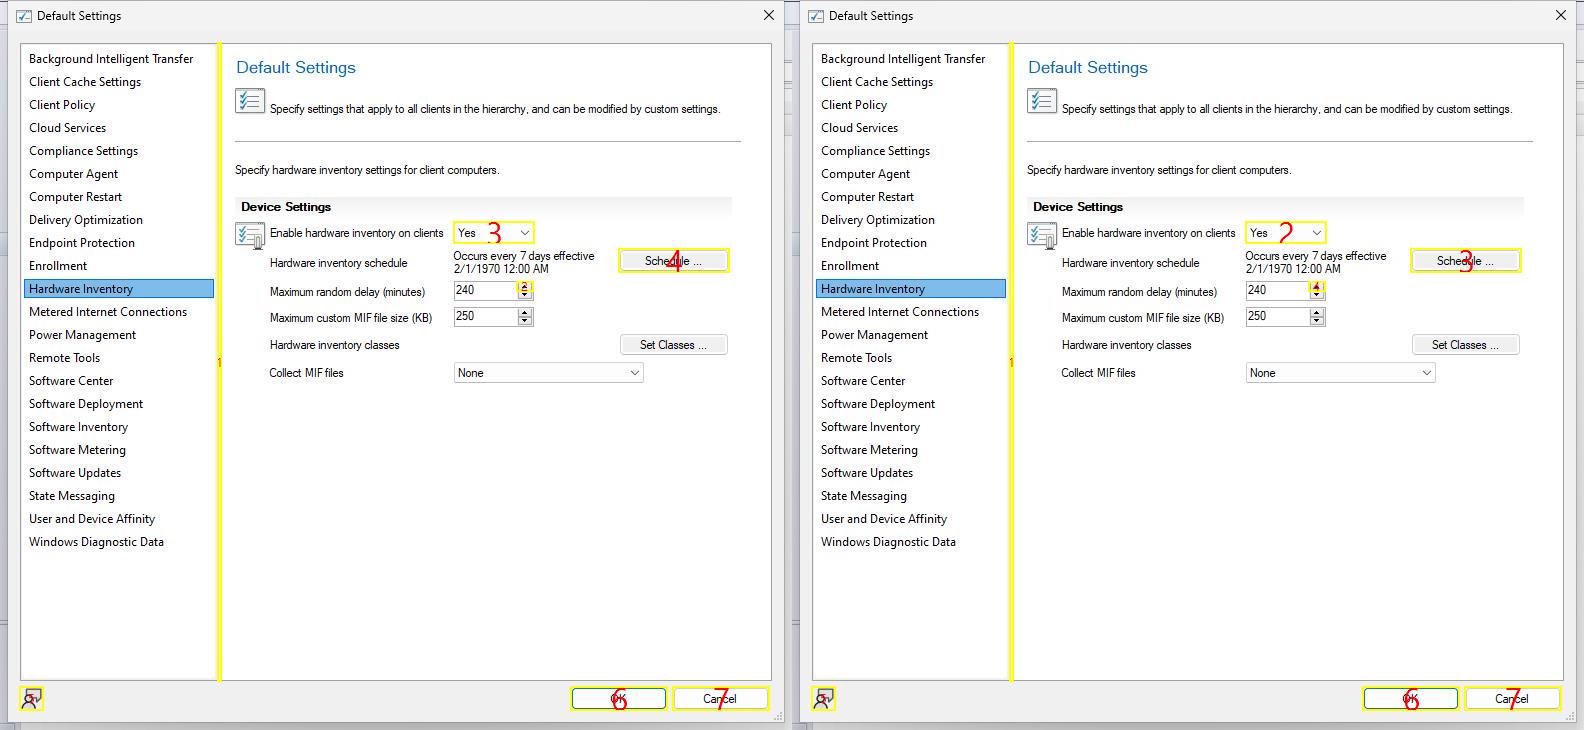 Default Settings
Background Intelligent Transfer
Client Cache Settings
Client Policy
Cloud Services
Compliance Settings
Computer Agent
Computer Restart
Delivery Optimization
Endpoint Protection
Enrollment
Hardware Inventory
Metered Internet Connections
Power Management
Remote Tools
Software Center
Software Deployment
Software Inventory
Software Metering
Software Updates
State Messaging
User and Device Affinity
Windows Diagnostic Data
1
Default Settings
Specify settings that apply to all clients in the hierarchy, and can be modified by custom settings.
Specify hardware inventory settings for client computers.
Device Settings
Enable hardware inventory on clients Yes 3
Hardware inventory schedule
Occurs every 7 days effective
2/1/1970 12:00 AM
Schedule ... 4
Maximum random delay (minutes) 240 2
Maximum custom MIF file size (KB) 250
Hardware inventory classes Set Classes ...
Collect MIF files None
OK 6
Cancel 7
Default Settings
Background Intelligent Transfer
Client Cache Settings
Client Policy
Cloud Services
Compliance Settings
Computer Agent
Computer Restart
Delivery Optimization
Endpoint Protection
Enrollment
Hardware Inventory
Metered Internet Connections
Power Management
Remote Tools
Software Center
Software Deployment
Software Inventory
Software Metering
Software Updates
State Messaging
User and Device Affinity
Windows Diagnostic Data
1
Default Settings
Specify settings that apply to all clients in the hierarchy, and can be modified by custom settings.
Specify hardware inventory settings for client computers.
Device Settings
Enable hardware inventory on clients Yes 2
Hardware inventory schedule
Occurs every 7 days effective
2/1/1970 12:00 AM
Schedule ... 3
Maximum random delay (minutes) 240
Maximum custom MIF file size (KB) 250
Hardware inventory classes Set Classes ...
Collect MIF files None
OK 6
Cancel 7